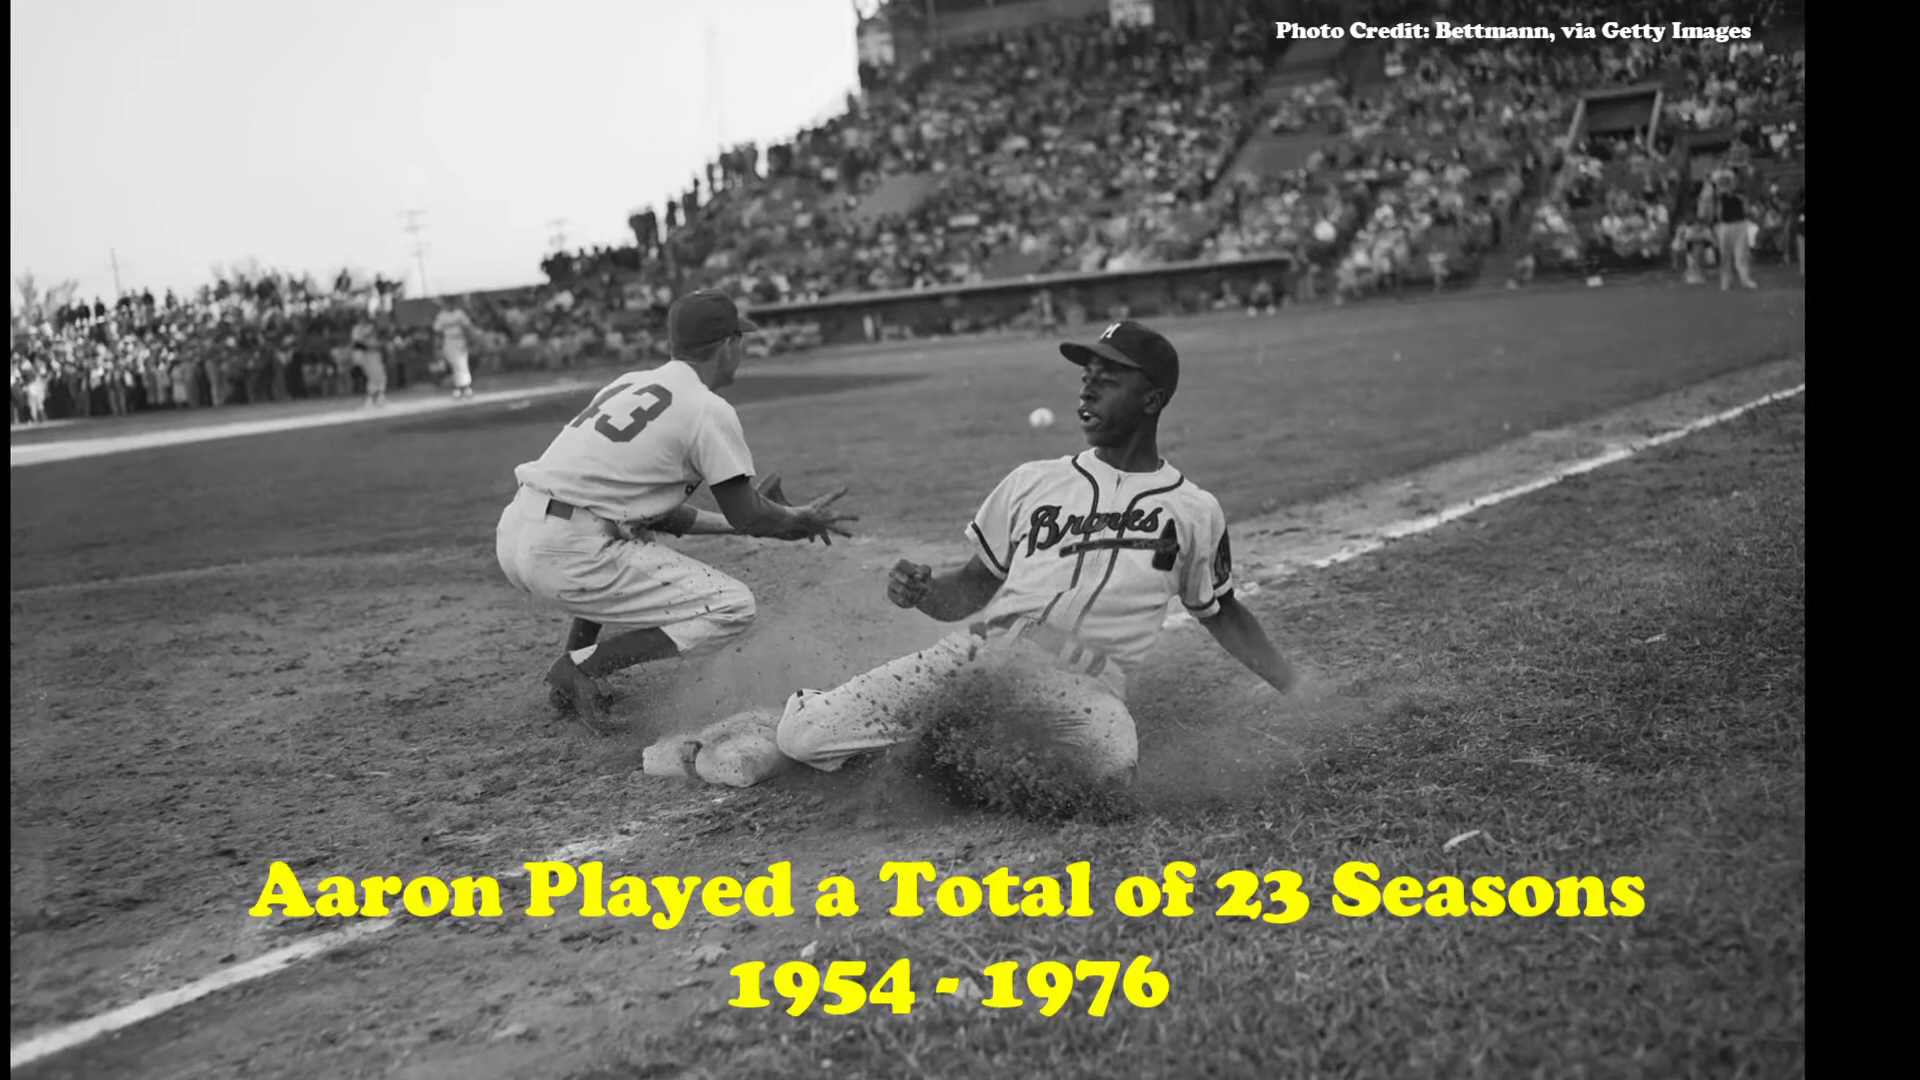 Photo Credit: Bettmann, via Getty Images
M
43
Braves
Aaron Played a Total of 23 Seasons
1954 - 1976